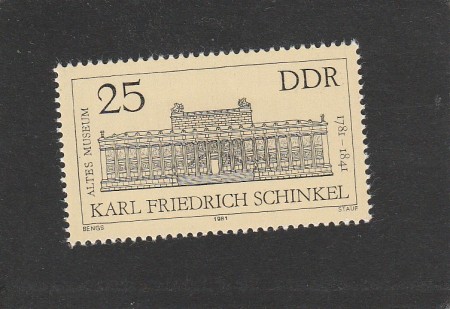 25 DDR
ALTES MUSEUM
1781 – 1841
KARL FRIEDRICH SCHINKEL
BENGS 1981 STAUF